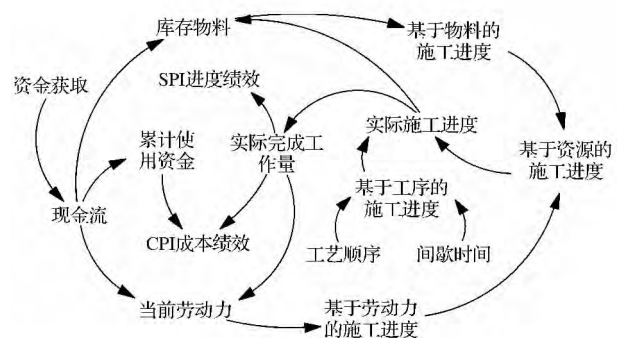 库存物料
基于物料的
施工进度
资金获取
SPI进度绩效
累计使
用资金
实际完成工
作量
实际施工进度
基于资源的
施工进度
现金流
基于工序的
施工进度
CPI成本绩效
工艺顺序
间歇时间
当前劳动力
基于劳动力
的施工进度